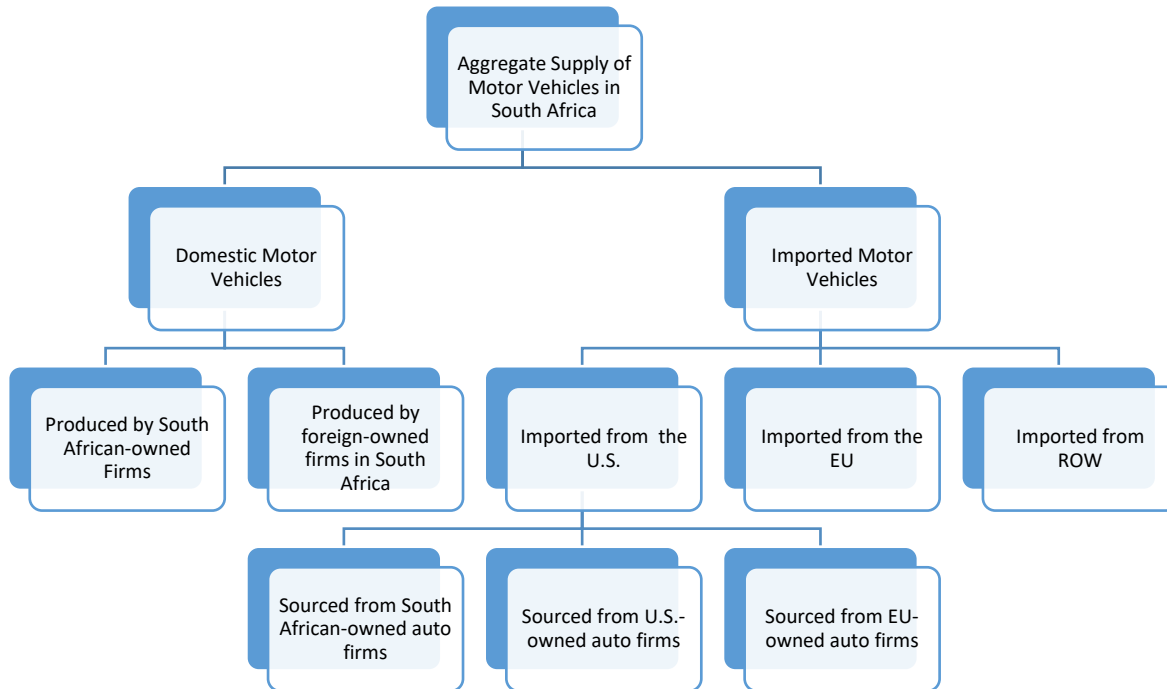 Aggregate Supply of
Motor Vehicles in
South Africa
Domestic Motor
Vehicles
Imported Motor
Vehicles
Produced by South
African-owned
Firms
Produced by
foreign-owned
firms in South
Africa
Imported from the
U.S.
Imported from the
EU
Imported from
ROW
Sourced from South
African-owned auto
firms
Sourced from U.S.-
owned auto firms
Sourced from EU-
owned auto firms